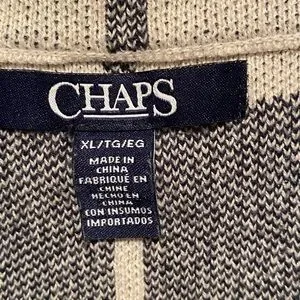 CHAPS
XL/TG/EG
MADE IN
CHINA
FABRIQUÉ EN
CHINE
HECHO EN
CHINA
CON INSUMOS
IMPORTADOS